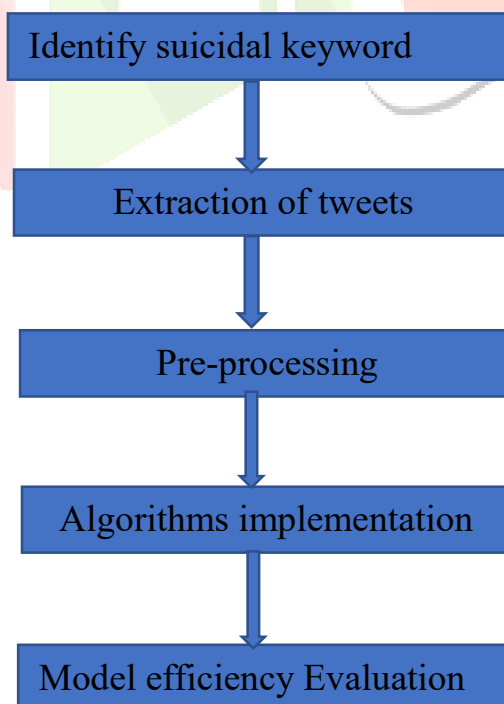 Identify suicidal keyword
Extraction of tweets
Pre-processing
Algorithms implementation
Model efficiency Evaluation